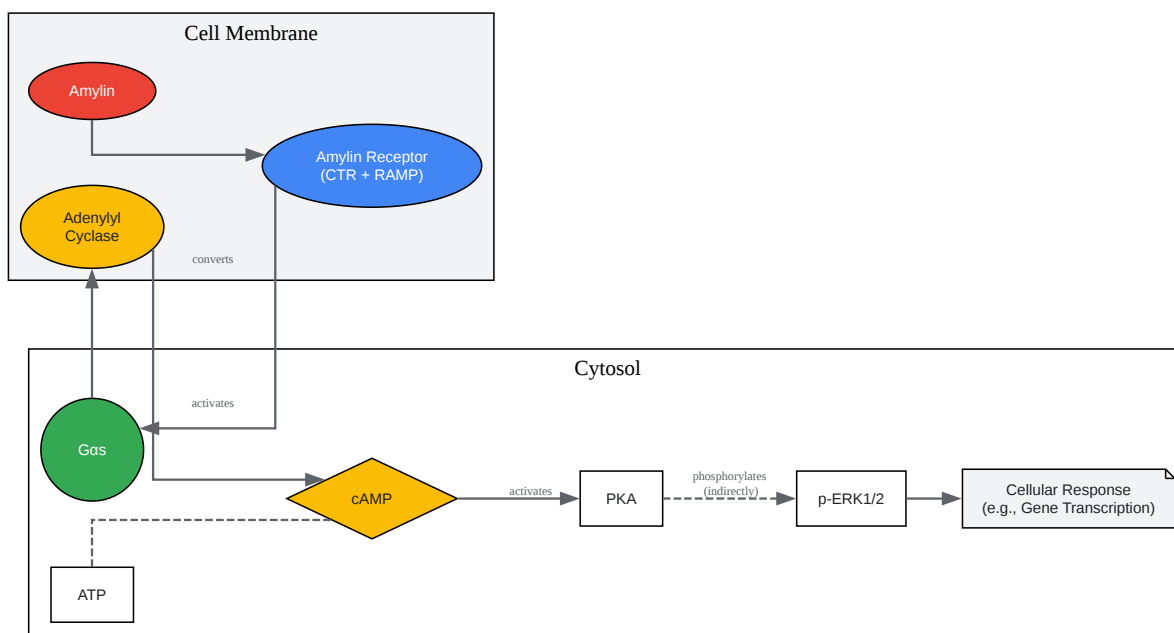 Cell Membrane
Amylin
Amylin Receptor
(CTR + RAMP)
Adenylyl
Cyclase
converts
Cytosol
activates
Gαs
cAMP
activates
PKA
phosphorylates
(indirectly)
p-ERK1/2
Cellular Response
(e.g., Gene Transcription)
ATP